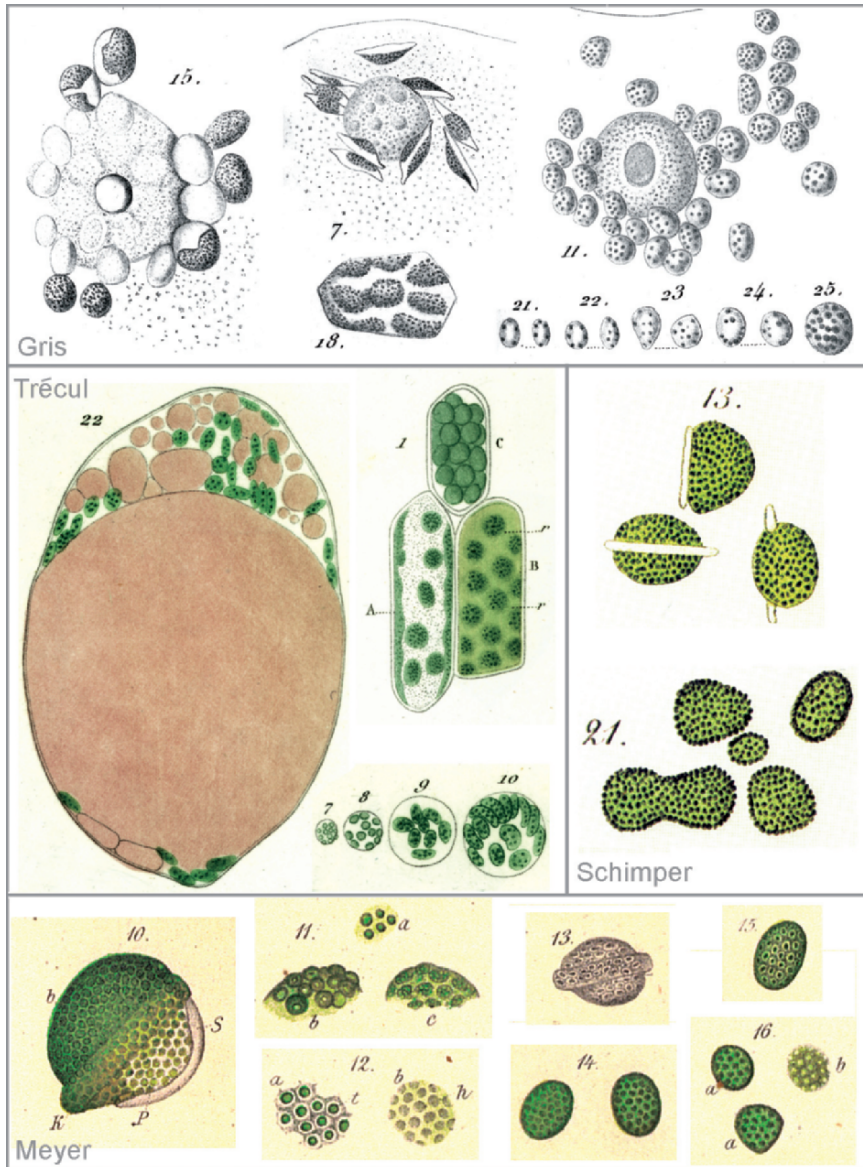 15.
7.
11.
18.
21. 22. 23 24. 25.
Gris
Trécul
22
1
C
r
B
A
r
7 8 9 10
13.
21.
Schimper
10.
b
S
K
P
11.
a
b
c
12.
a
t
b
h
13.
14.
15.
16.
a
b
a
Meyer